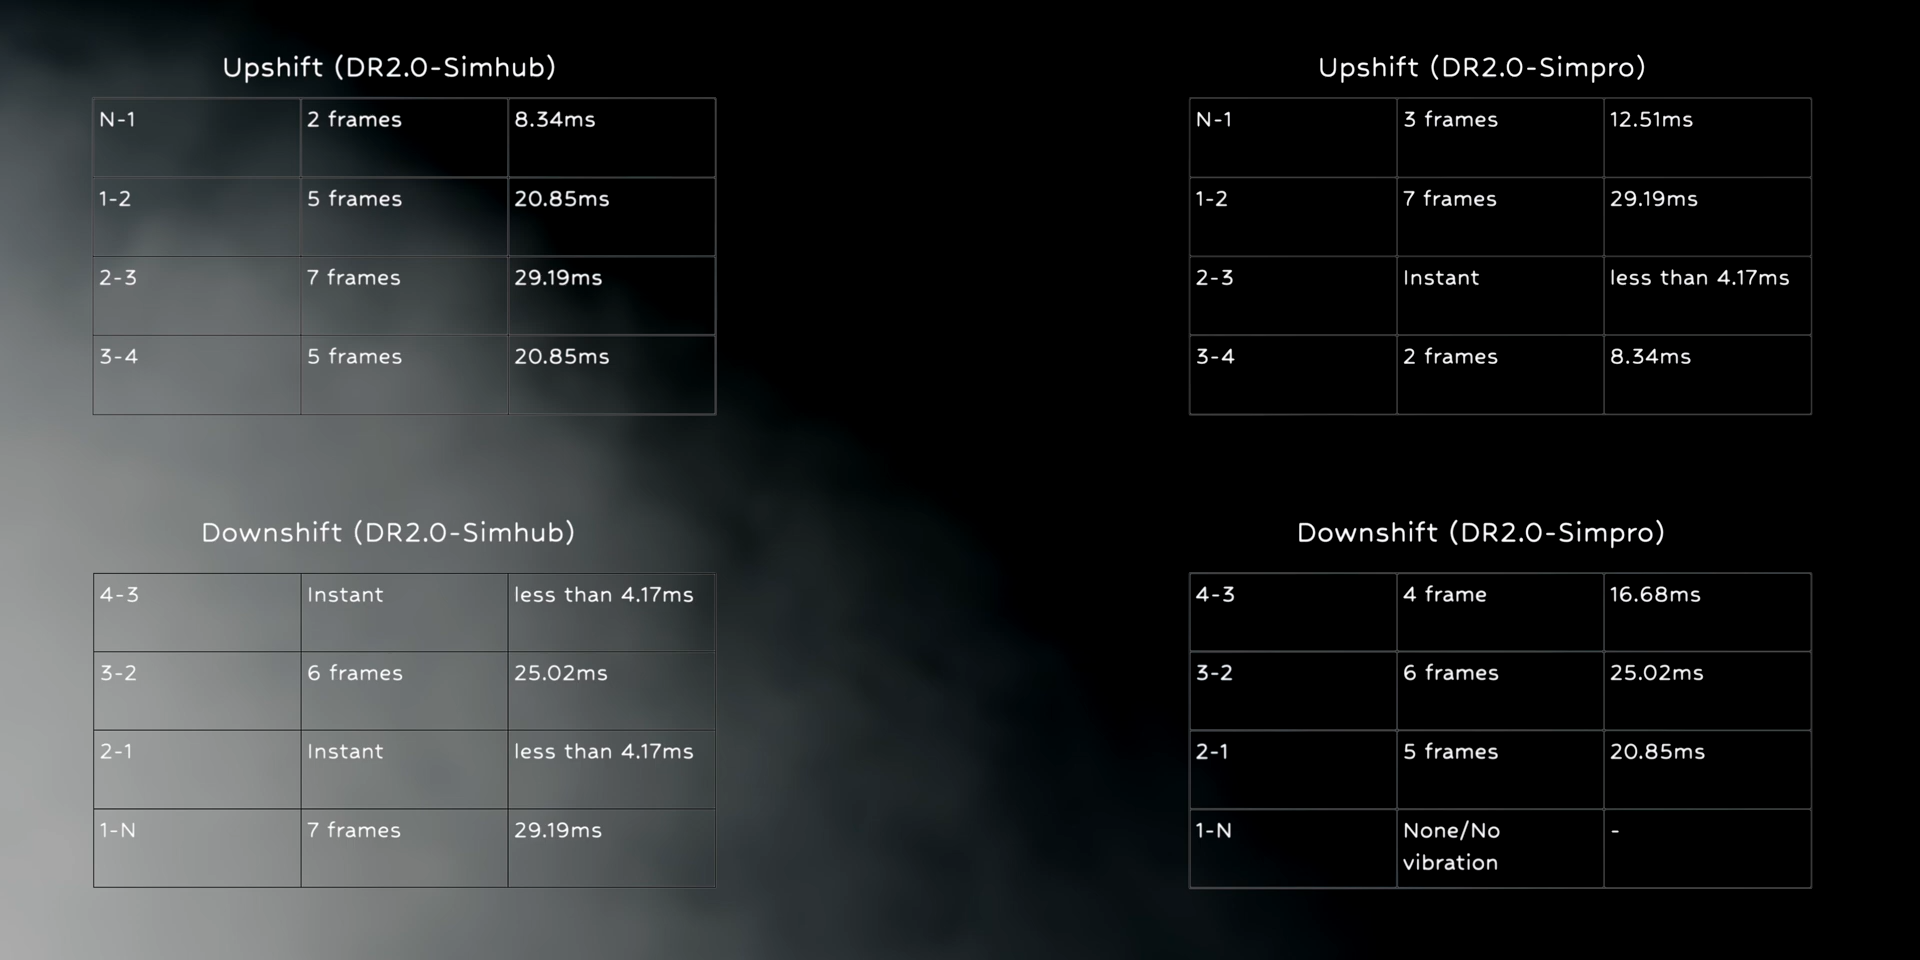 Upshift (DR2.0-Simhub)
N-1 2 frames 8.34ms
1-2 5 frames 20.85ms
2-3 7 frames 29.19ms
3-4 5 frames 20.85ms
Upshift (DR2.0-Simpro)
N-1 3 frames 12.51ms
1-2 7 frames 29.19ms
2-3 Instant less than 4.17ms
3-4 2 frames 8.34ms
Downshift (DR2.0-Simhub)
4-3 Instant less than 4.17ms
3-2 6 frames 25.02ms
2-1 Instant less than 4.17ms
1-N 7 frames 29.19ms
Downshift (DR2.0-Simpro)
4-3 4 frame 16.68ms
3-2 6 frames 25.02ms
2-1 5 frames 20.85ms
1-N None/No -
vibration